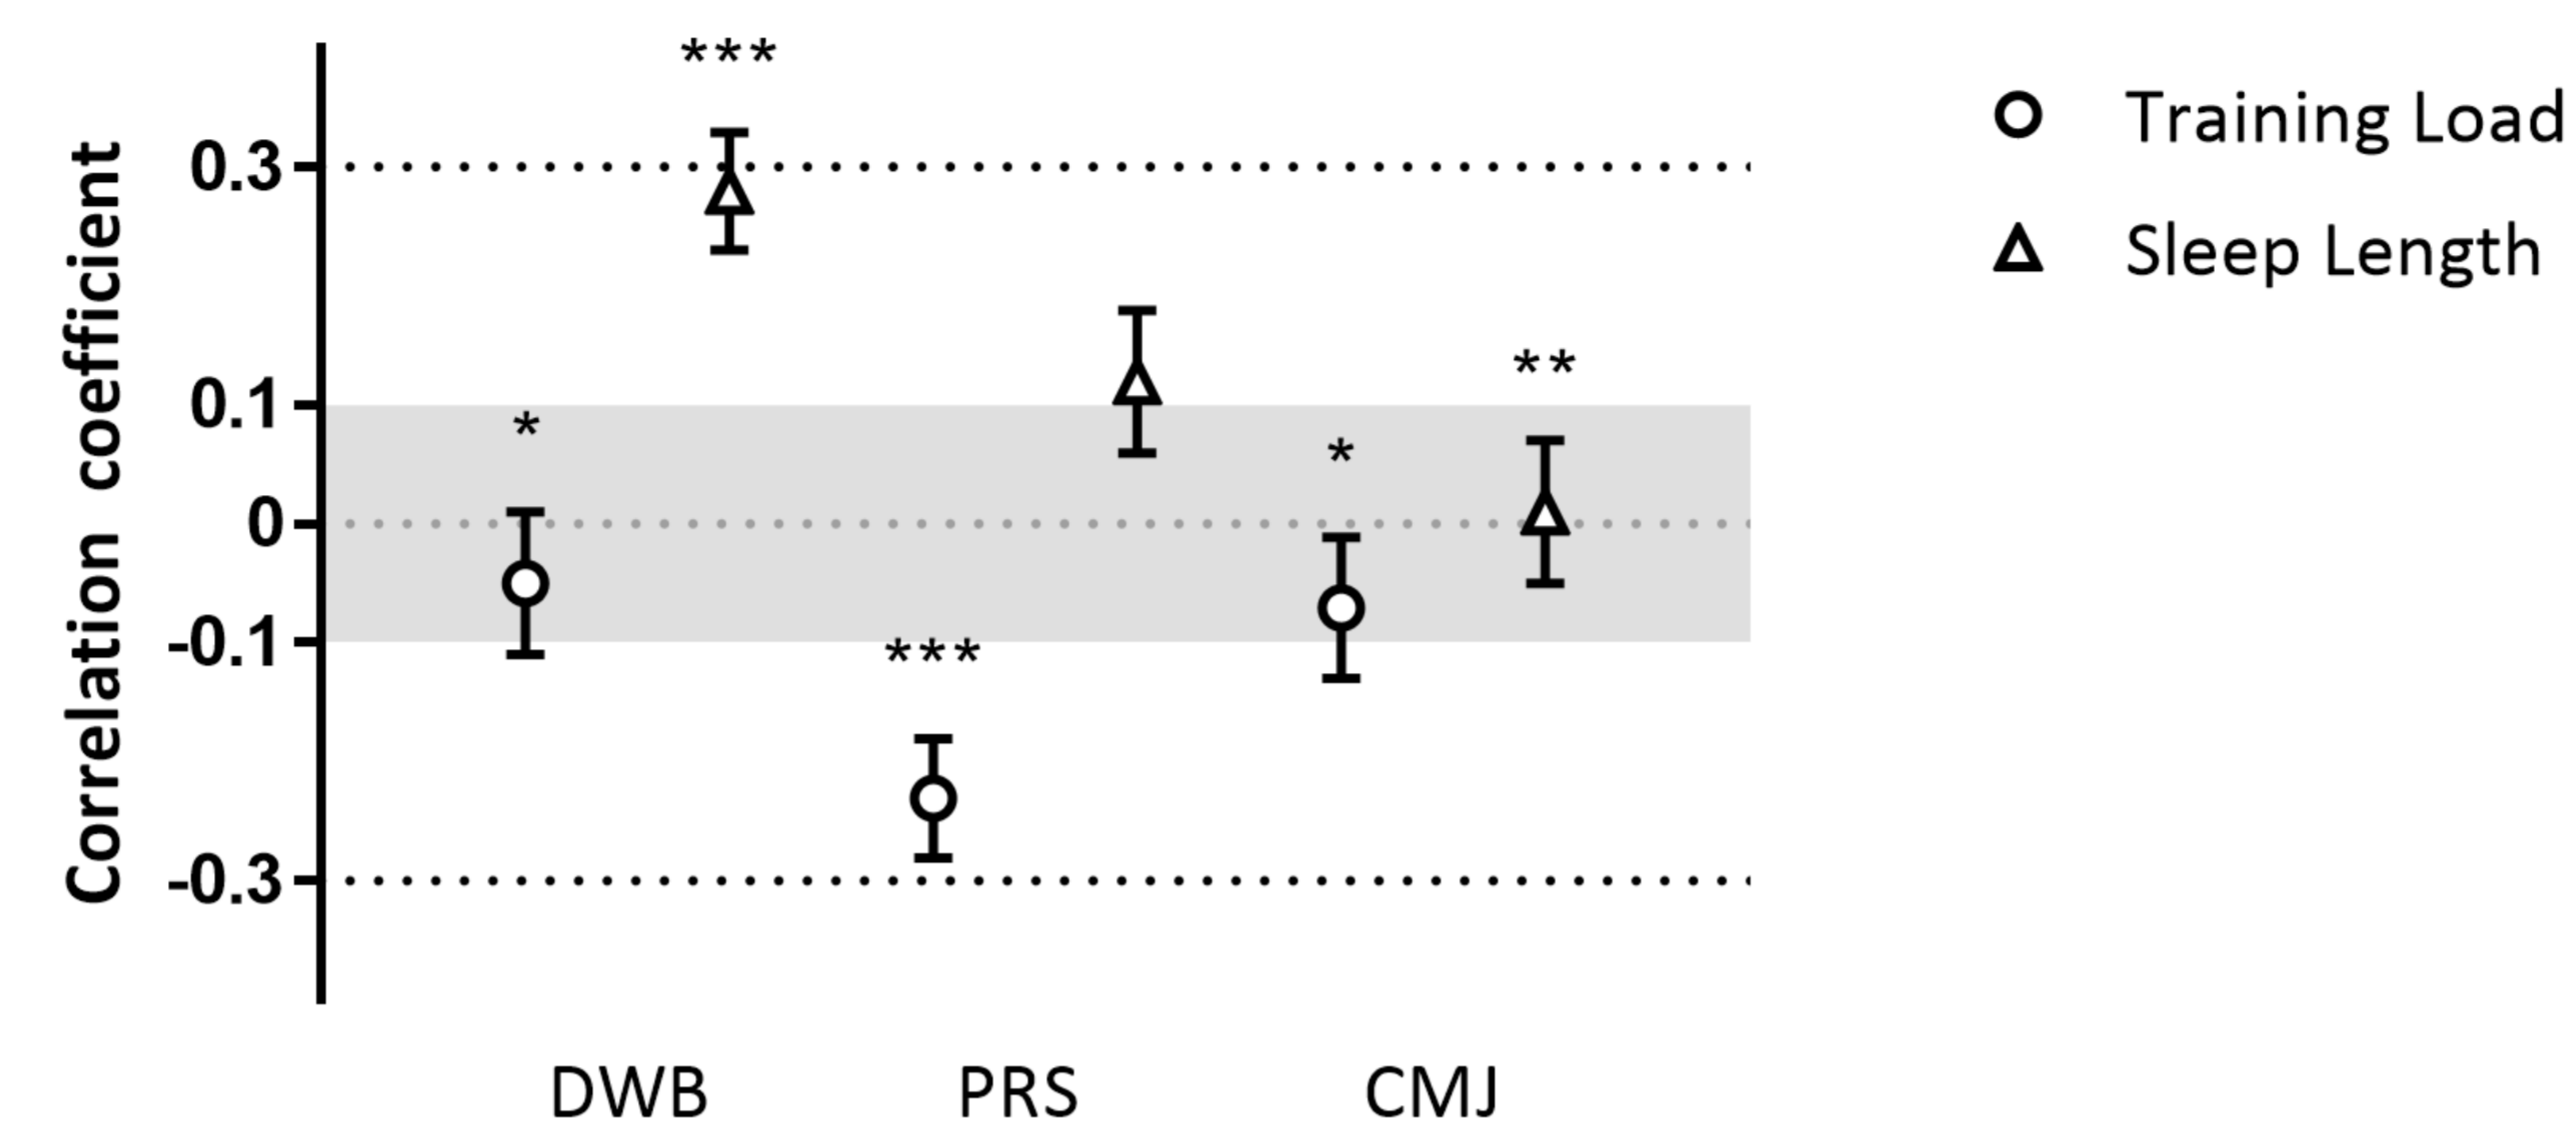 ***
Training Load
0.3
Sleep Length
**
0.1
*
*
0
-0.1
***
-0.3
Correlation coefficient
DWB PRS CMJ